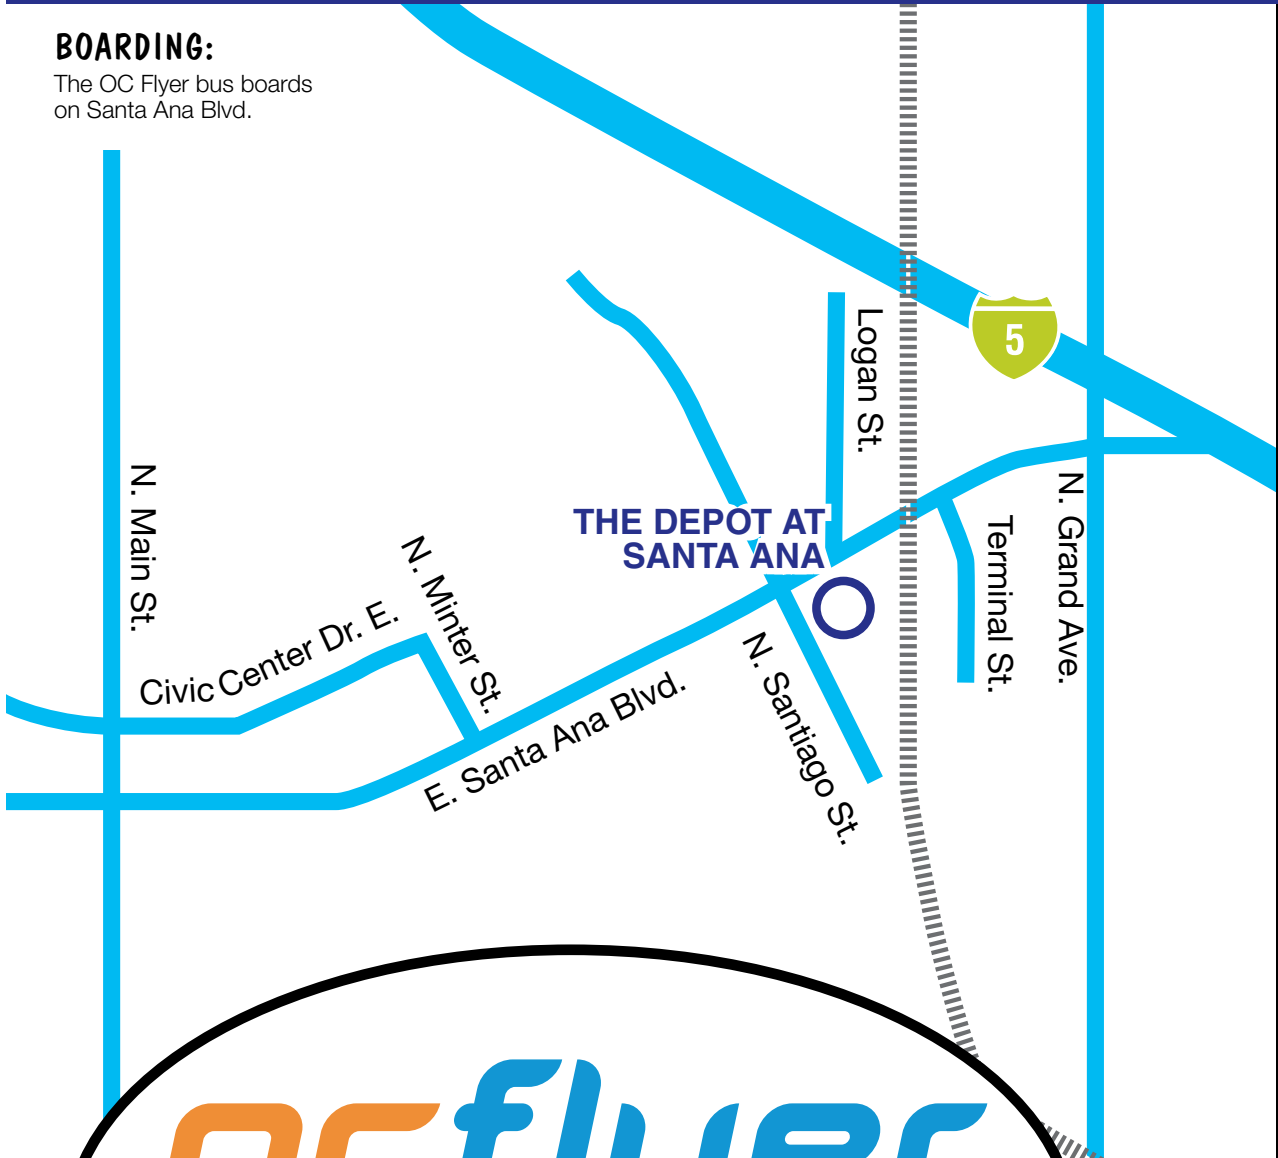 BOARDING:
The OC Flyer bus boards
on Santa Ana Blvd.
5
Logan St.
N. Main St.
N. Grand Ave.
THE DEPOT AT
SANTA ANA
Terminal St.
N. Minter St.
Civic Center Dr. E.
E. Santa Ana Blvd.
N. Santiago St.
ocflyer